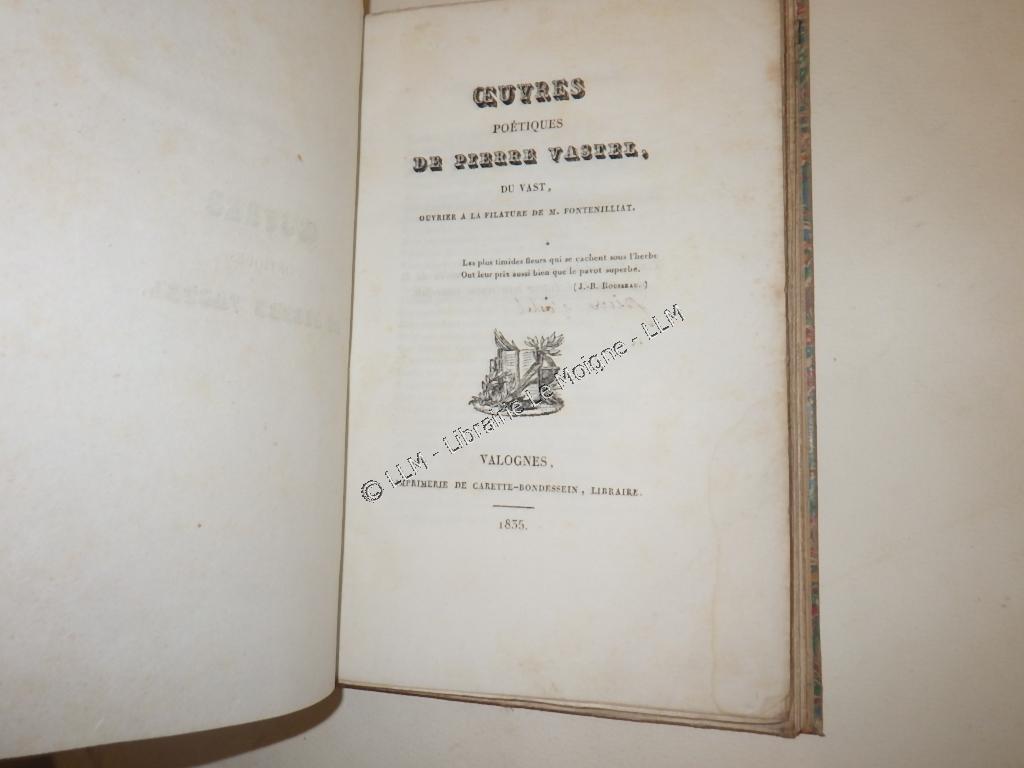 ŒUVRES
POÉTIQUES
DE PIERRE VASTEL,
DU VAST,
OUVRIER A LA FILATURE DE M. FONTENILLIAT.
Les plus timides fleurs qui se cachent sous l'herbe
Ont leur prix aussi bien que le pavot superbe.
(J.-B. ROUSSEAU.)
© LLM - Librairie Le Moigne - LLM
VALOGNES,
IMPRIMERIE DE CARETTE-BONDESSEIN, LIBRAIRE.
1835.